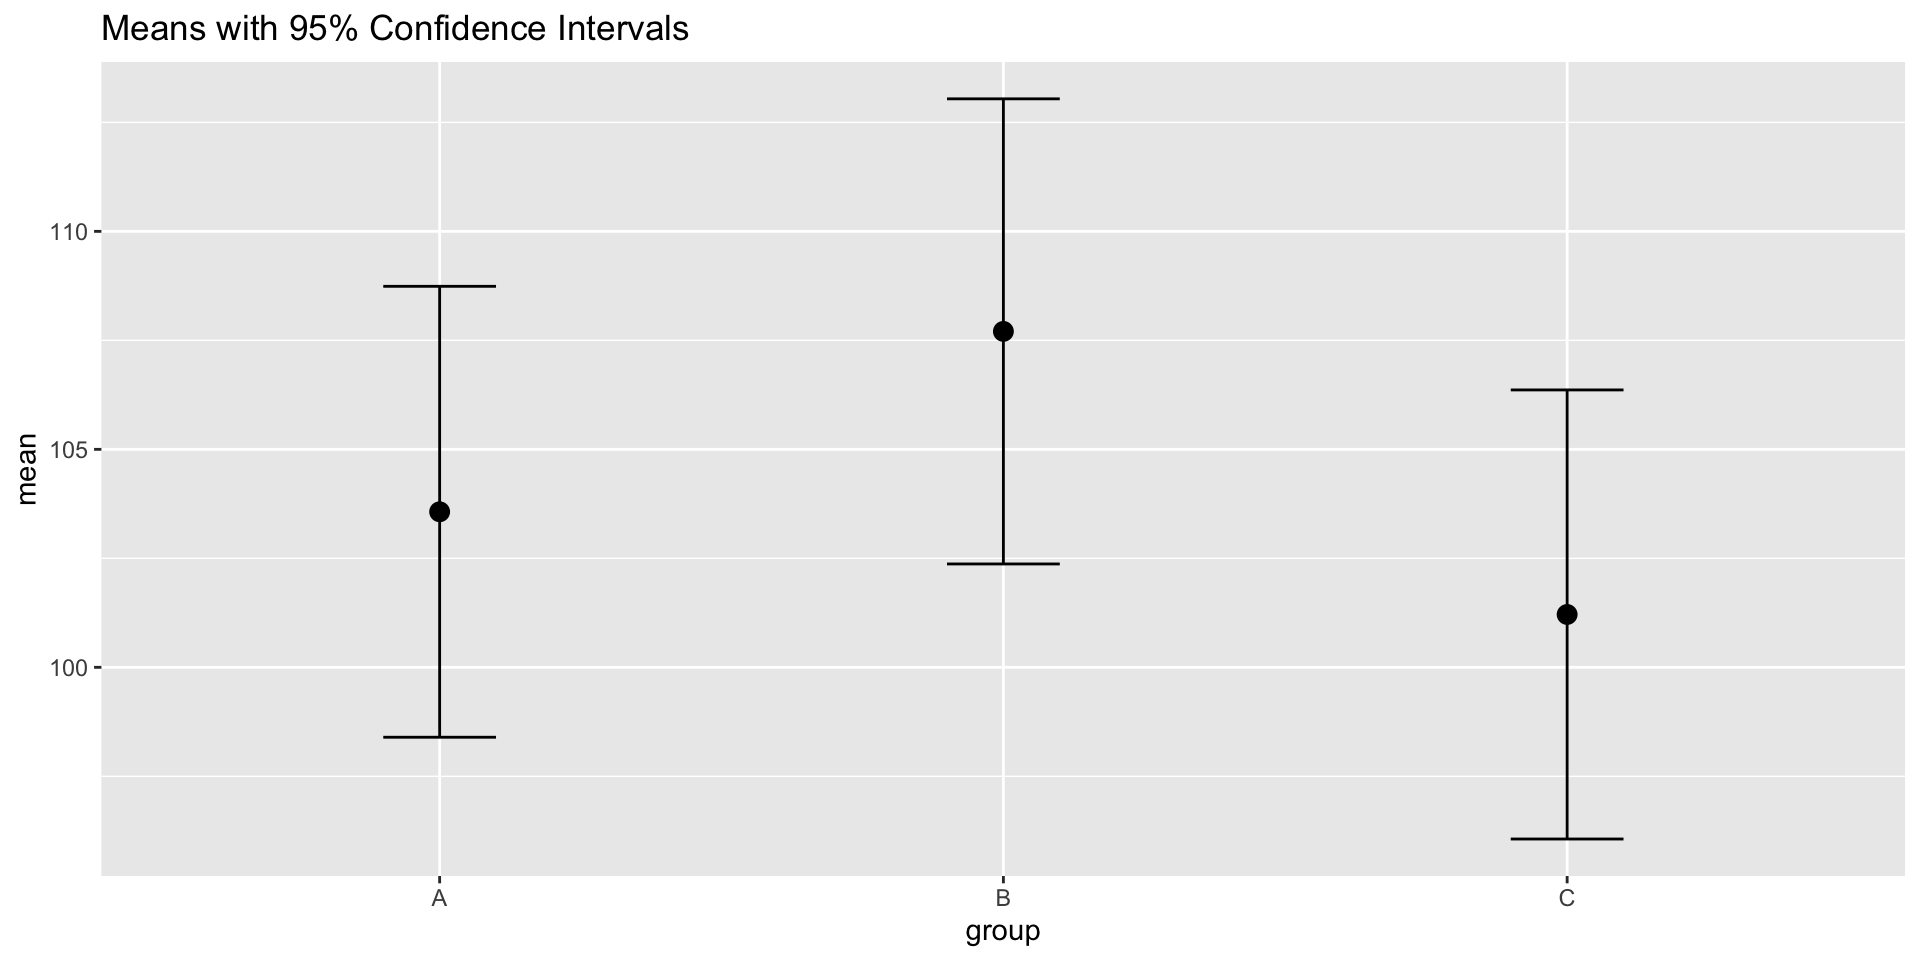 Means with 95% Confidence Intervals
mean
110
105
100
A
B
C
group